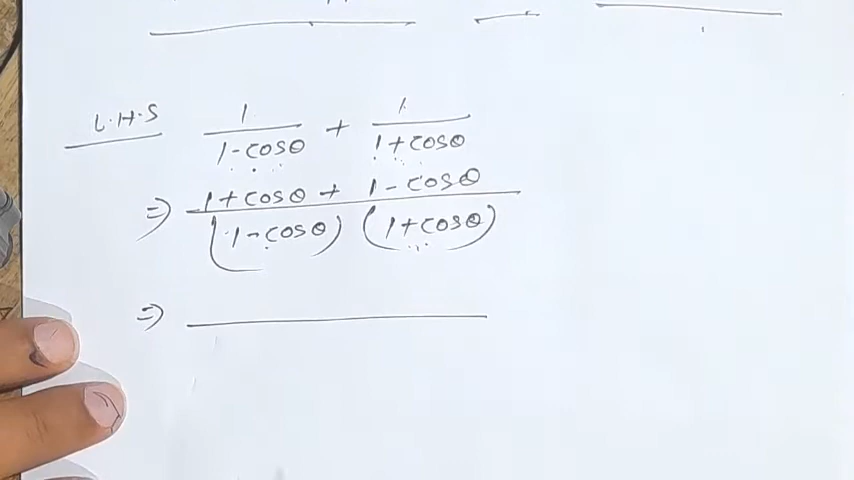 L.H.S 1/(1-cosθ) + 1/(1+cosθ)
⇒ (1+cosθ + 1-cosθ)/((1-cosθ) (1+cosθ))
⇒